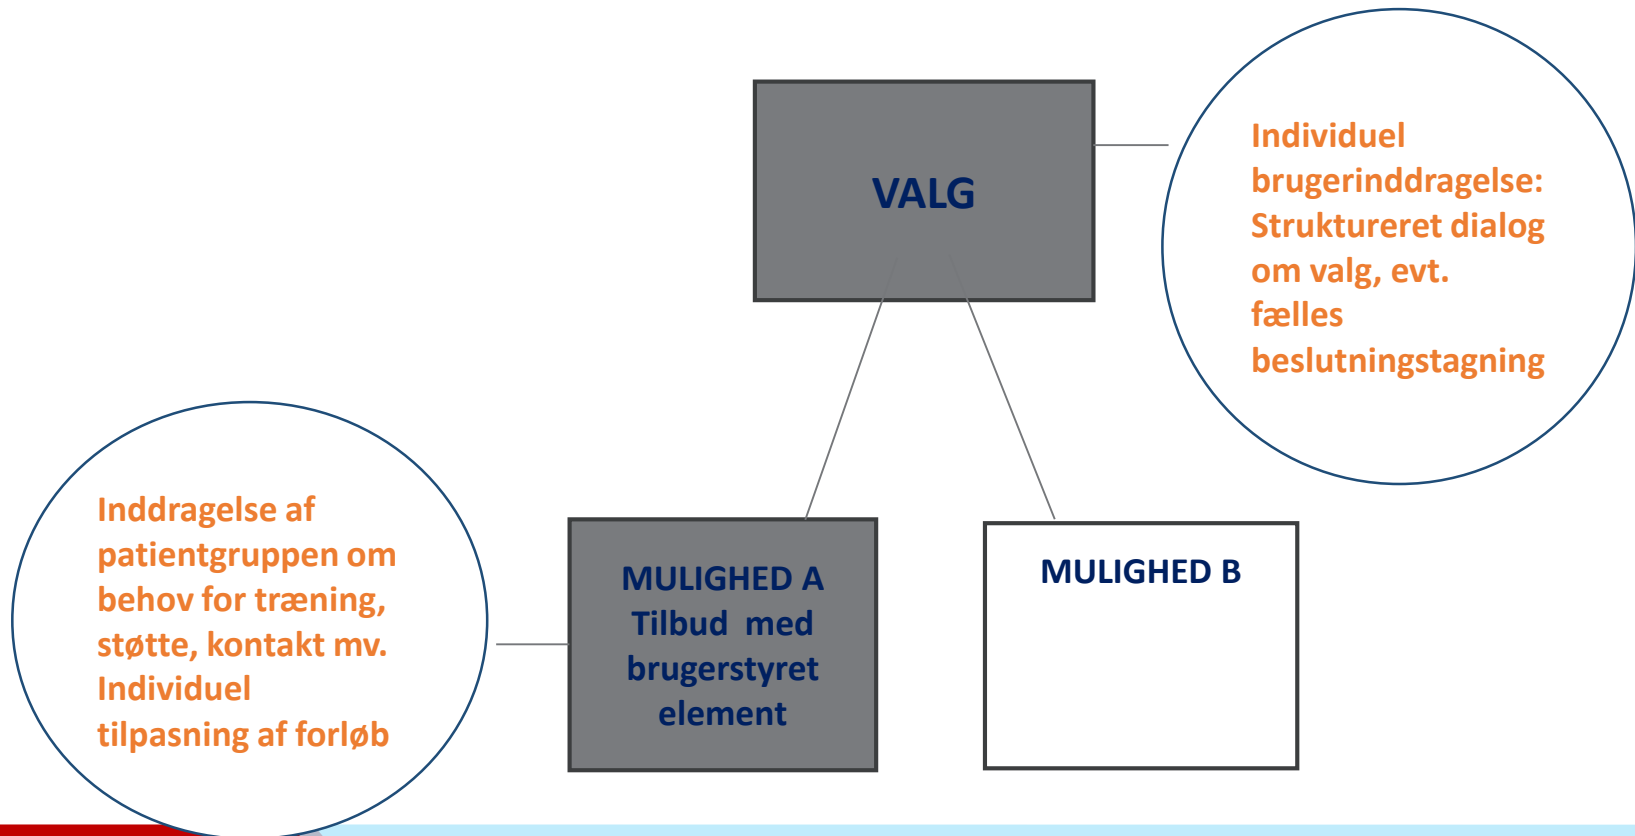 VALG
Individuel
brugerinddragelse:
Struktureret dialog
om valg, evt.
fælles
beslutningstagning
Inddragelse af
patientgruppen om
behov for træning,
støtte, kontakt mv.
Individuel
tilpasning af forløb
MULIGHED A
Tilbud  med
brugerstyret
element
MULIGHED B